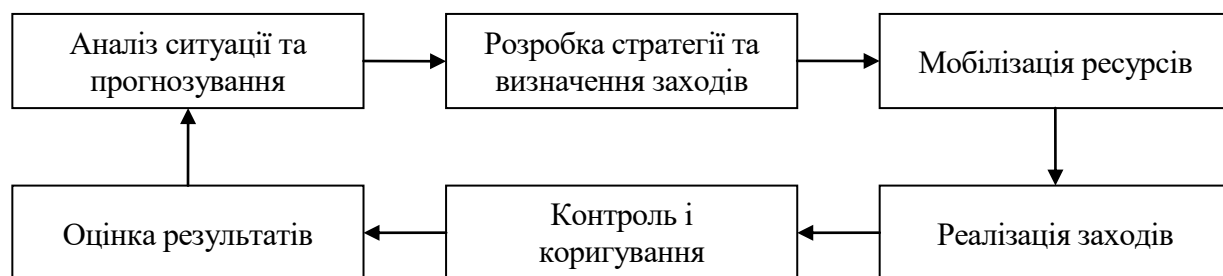 Аналіз ситуації та
прогнозування
Розробка стратегії та
визначення заходів
Мобілізація ресурсів
Оцінка результатів
Контроль і
коригування
Реалізація заходів